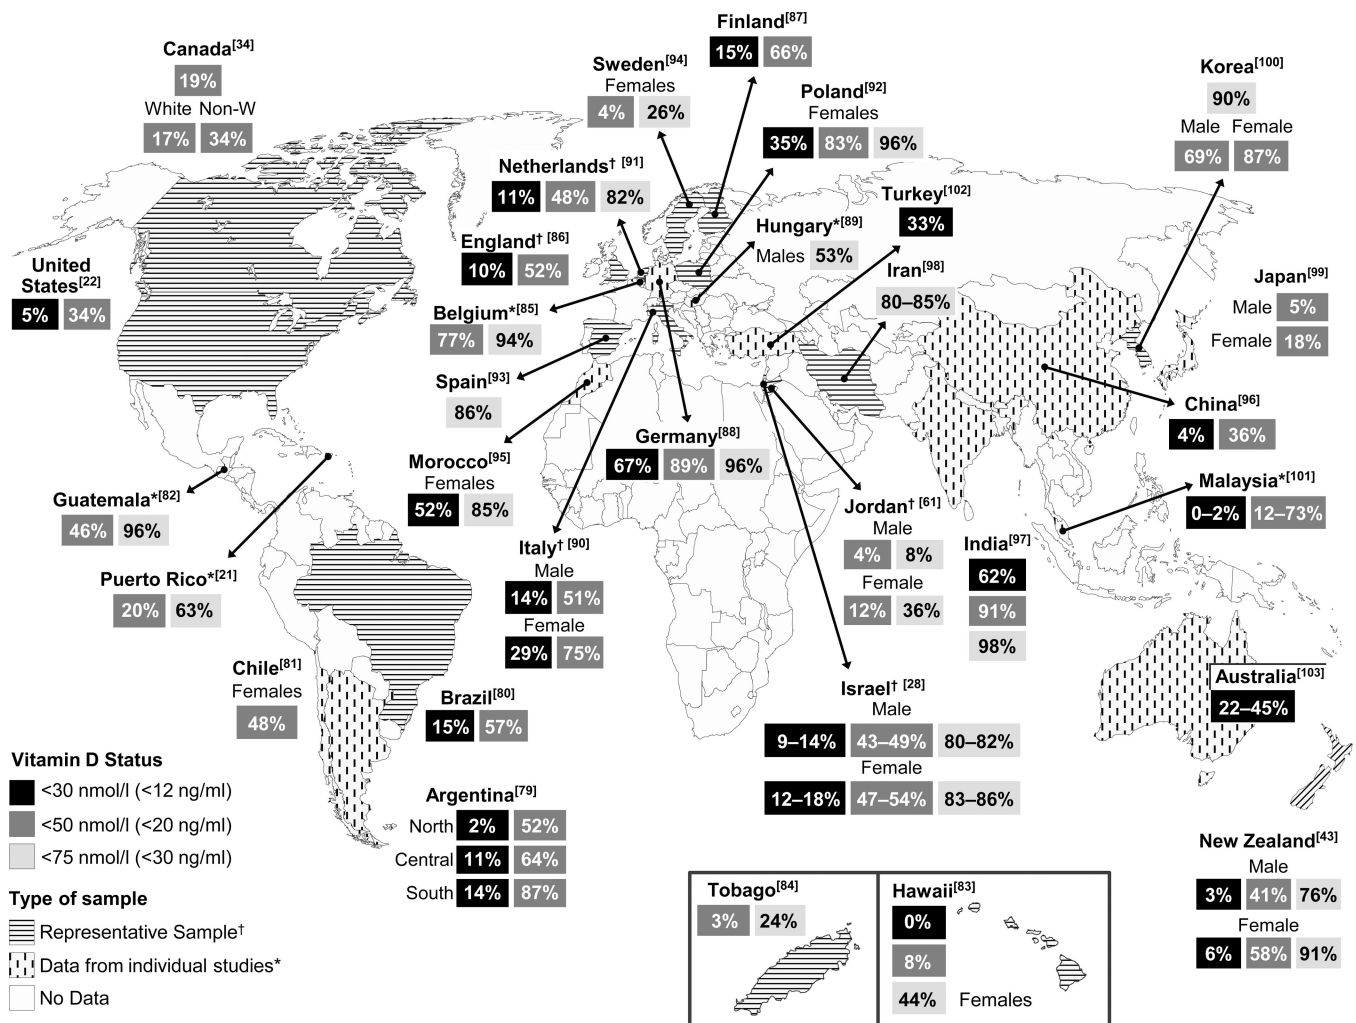 Canada[34]
19%
White Non-W
17% 34%
Finland[87]
15% 66%
Sweden[94]
Females
4% 26%
Poland[92]
Females
35% 83% 96%
Korea[100]
90%
Male Female
69% 87%
Netherlands† [91]
11% 48% 82%
Turkey[102]
33%
Hungary*[89]
Males 53%
England† [86]
10% 52%
Iran[98]
80–85%
United
States[22]
5% 34%
Japan[99]
Male 5%
Female 18%
Belgium*[85]
77% 94%
Spain[93]
86%
China[96]
4% 36%
Germany[88]
67% 89% 96%
Morocco[95]
Females
52% 85%
Malaysia*[101]
0–2% 12–73%
Guatemala*[82]
46% 96%
Jordan† [61]
Male
4% 8%
Female
12% 36%
India[97]
62%
91%
98%
Italy† [90]
Male
14% 51%
Female
29% 75%
Puerto Rico*[21]
20% 63%
Chile[81]
Females
48%
Brazil[80]
15% 57%
Israel† [28]
Male
9–14% 43–49% 80–82%
Female
12–18% 47–54% 83–86%
Australia[103]
22–45%
Vitamin D Status
<30 nmol/l (<12 ng/ml)
<50 nmol/l (<20 ng/ml)
<75 nmol/l (<30 ng/ml)
Argentina[79]
North 2% 52%
Central 11% 64%
South 14% 87%
Type of sample
Representative Sample†
Data from individual studies*
No Data
Tobago[84]
3% 24%
Hawaii[83]
0%
8%
44% Females
New Zealand[43]
Male
3% 41% 76%
Female
6% 58% 91%